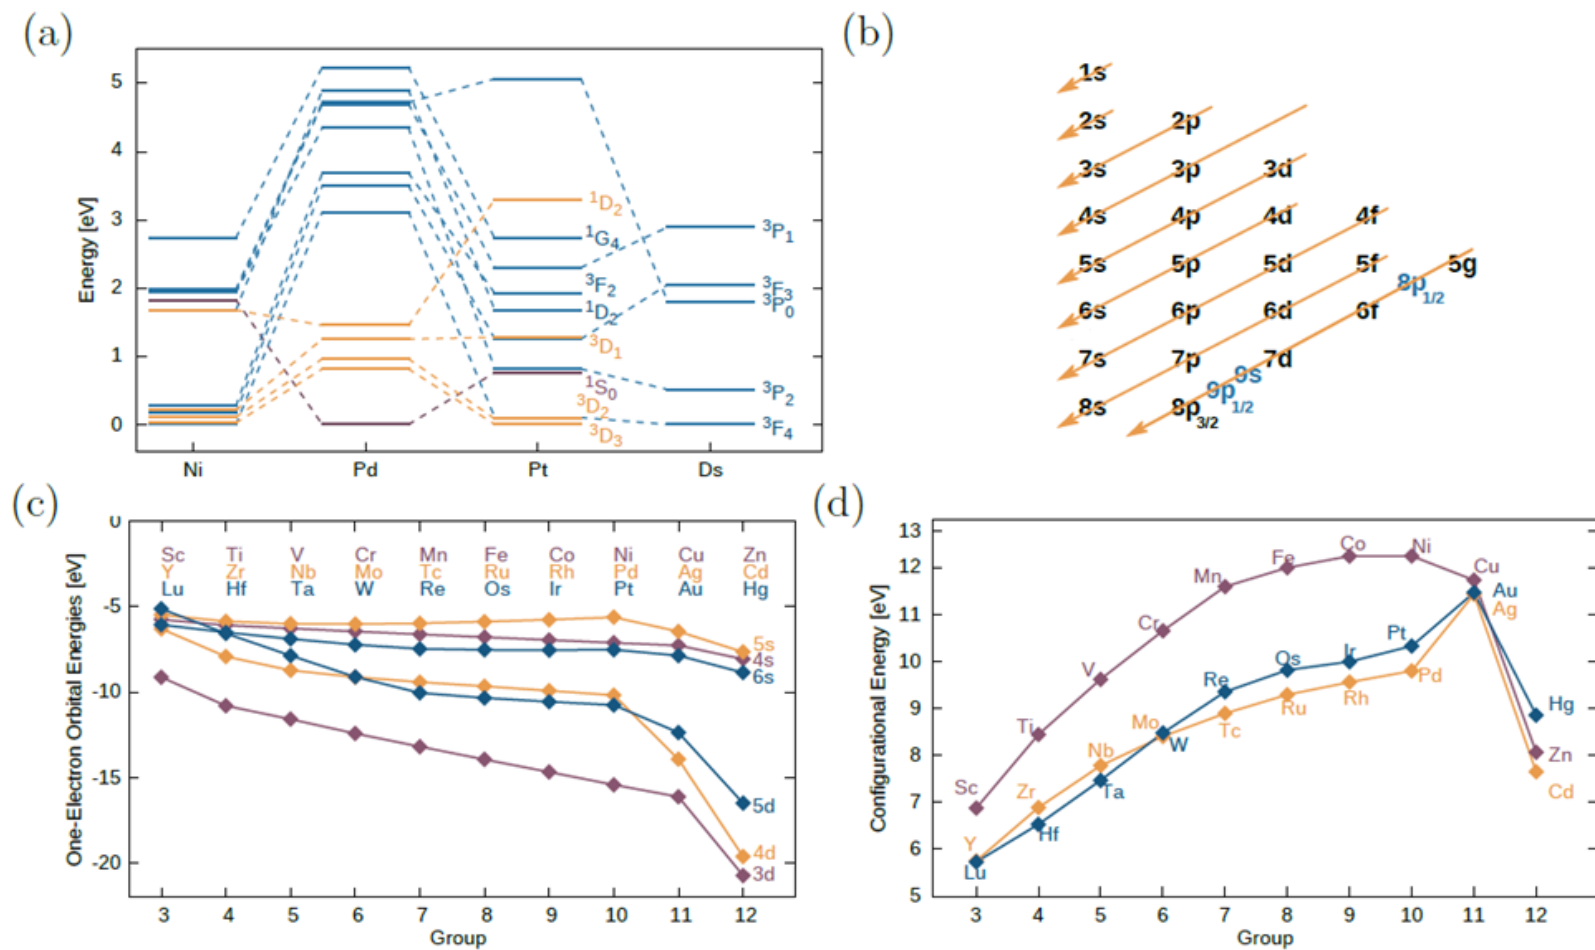 (a)
Energy [eV]
5
4
3
2
1
0
Ni Pd Pt Ds
¹D₂
¹G₄
³F₂
¹D₂
³D₁
¹S₀
³D₂
³D₃
³P₁
³F₃
³P₀
³P₂
³F₄
(b)
1s
2s 2p
3s 3p 3d
4s 4p 4d 4f
5s 5p 5d 5f 5g
8p₁/₂
6s 6p 6d 6f
7s 7p 7d
9s
9p₁/₂
8s 8p₃/₂
(c)
One-Electron Orbital Energies [eV]
0
-5
-10
-15
-20
Sc Ti V Cr Mn Fe Co Ni Cu Zn
Y Zr Nb Mo Tc Ru Rh Pd Ag Cd
Lu Hf Ta W Re Os Ir Pt Au Hg
5s
4s
6s
5d
4d
3d
3 4 5 6 7 8 9 10 11 12
Group
(d)
Configurational Energy [eV]
13
12
11
10
9
8
7
6
5
Sc Ti V Cr Mn Fe Co Ni Cu Zn
Y Zr Nb Mo Tc Ru Rh Pd Ag Cd
Lu Hf Ta W Re Os Ir Pt Au Hg
3 4 5 6 7 8 9 10 11 12
Group